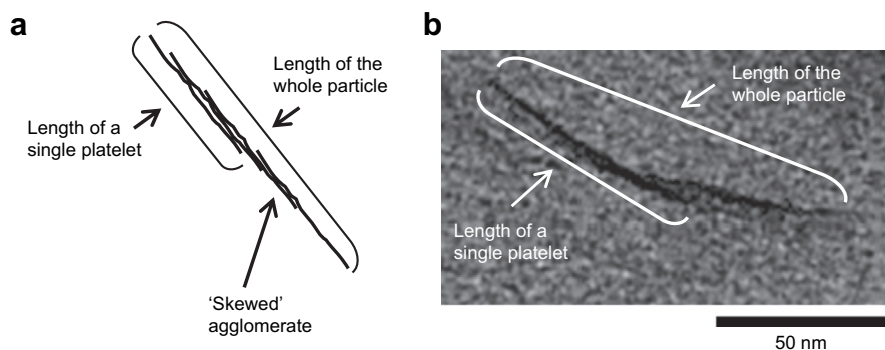 a
Length of the
whole particle
Length of a
single platelet
‘Skewed’
agglomerate
b
Length of the
whole particle
Length of a
single platelet
50 nm